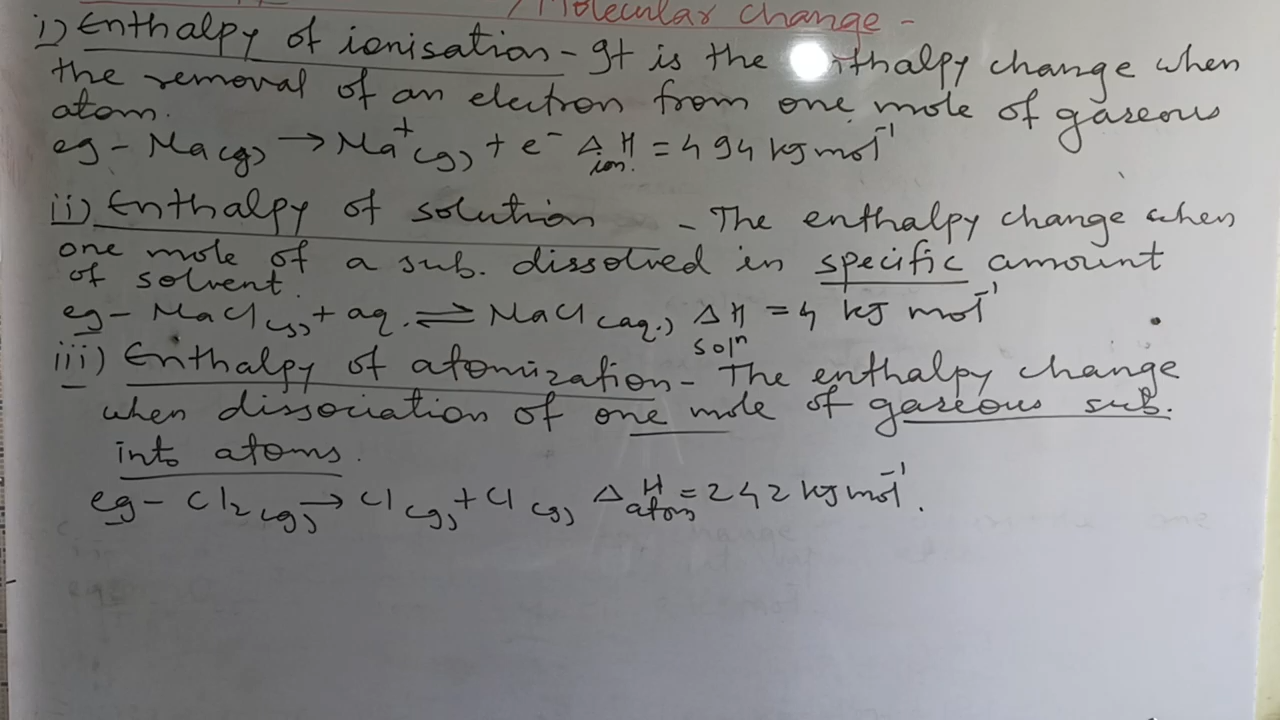 Molecular change -
i) Enthalpy of ionisation - It is the enthalpy change when
the removal of an electron from one mole of gaseous
atom.
eg - Na(g) → Na⁺(g) + e⁻ Δion.H = 494 kJ mol⁻¹
ii) Enthalpy of solution - The enthalpy change when
one mole of a sub. dissolved in specific amount
of solvent.
eg - NaCl(s) + aq. ⇌ NaCl(aq.) ΔsolnH = 4 kJ mol⁻¹
iii) Enthalpy of atomization - The enthalpy change
when dissociation of one mole of gaseous sub.
into atoms.
eg - Cl₂(g) → Cl(g) + Cl(g) ΔatomH = 242 kJ mol⁻¹.